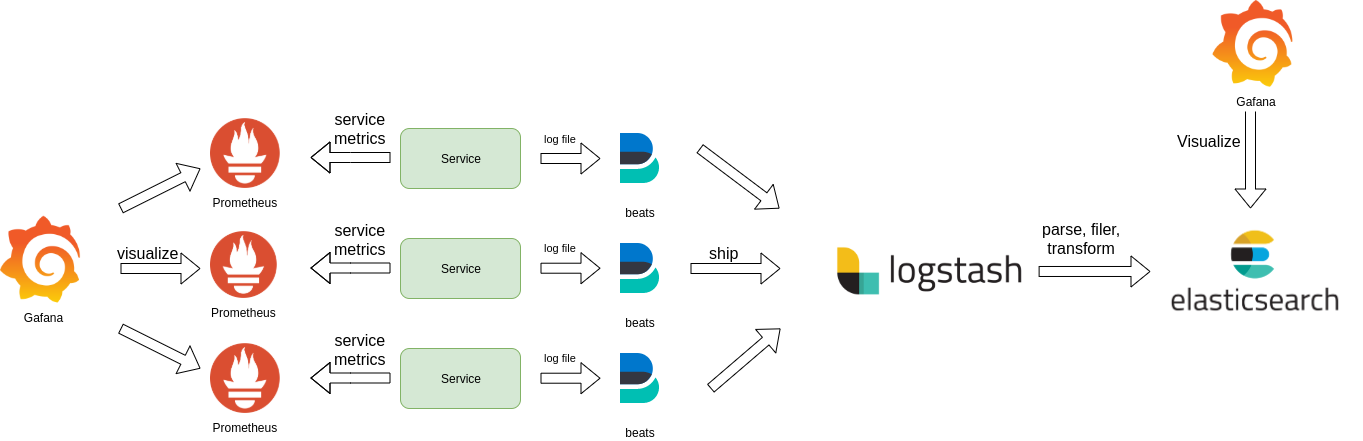 Gafana
Visualize
service
metrics
Service
log file
Prometheus
beats
visualize
service
metrics
Service
log file
ship
parse, filer,
transform
logstash
elasticsearch
Gafana
Prometheus
beats
service
metrics
Service
log file
Prometheus
beats